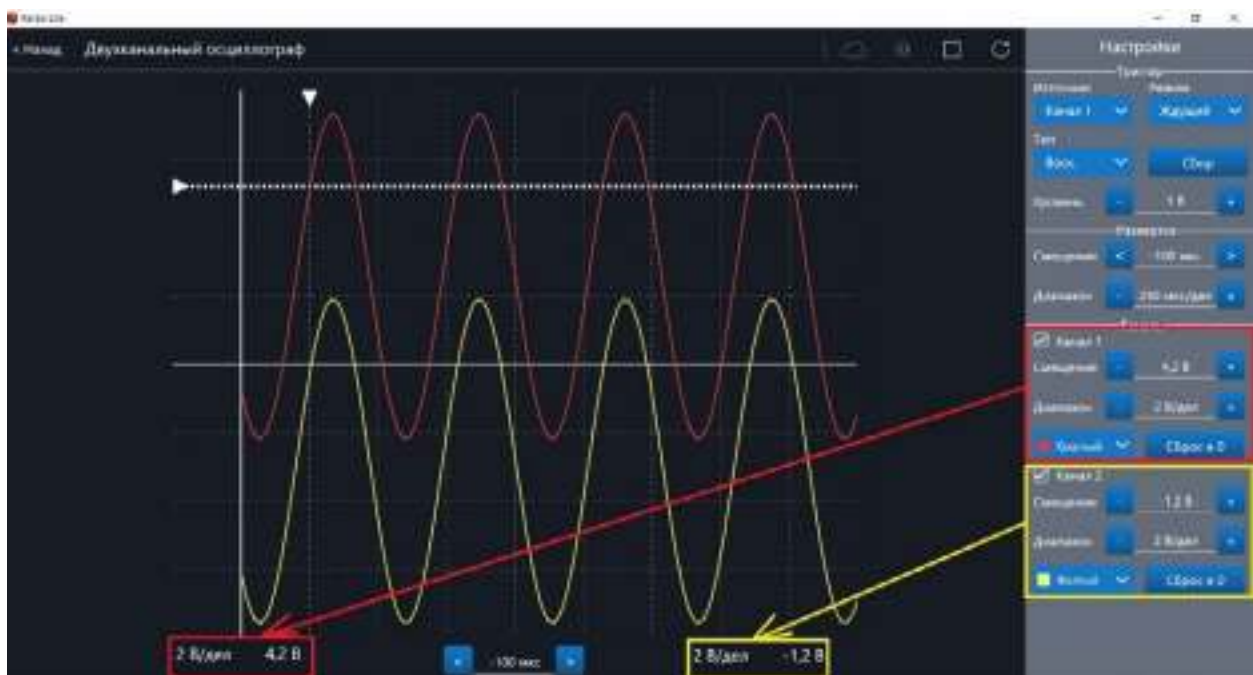 < Назад Двухканальный осциллограф
Настройки
Источник Режим
Канал 1 Ждущий
Тип
Восх. Сбор
Уровень - 1 В +
Развертка
Смещение < -100 мкс >
Диапазон - 200 мкс/дел +
Канал 1
Смещение - 4,2 В +
Диапазон - 2 В/дел +
Красный Сброс в 0
Канал 2
Смещение - -1,2 В +
Диапазон - 2 В/дел +
Желтый Сброс в 0
2 В/дел 4,2 В
-100 мкс
2 В/дел -1,2 В